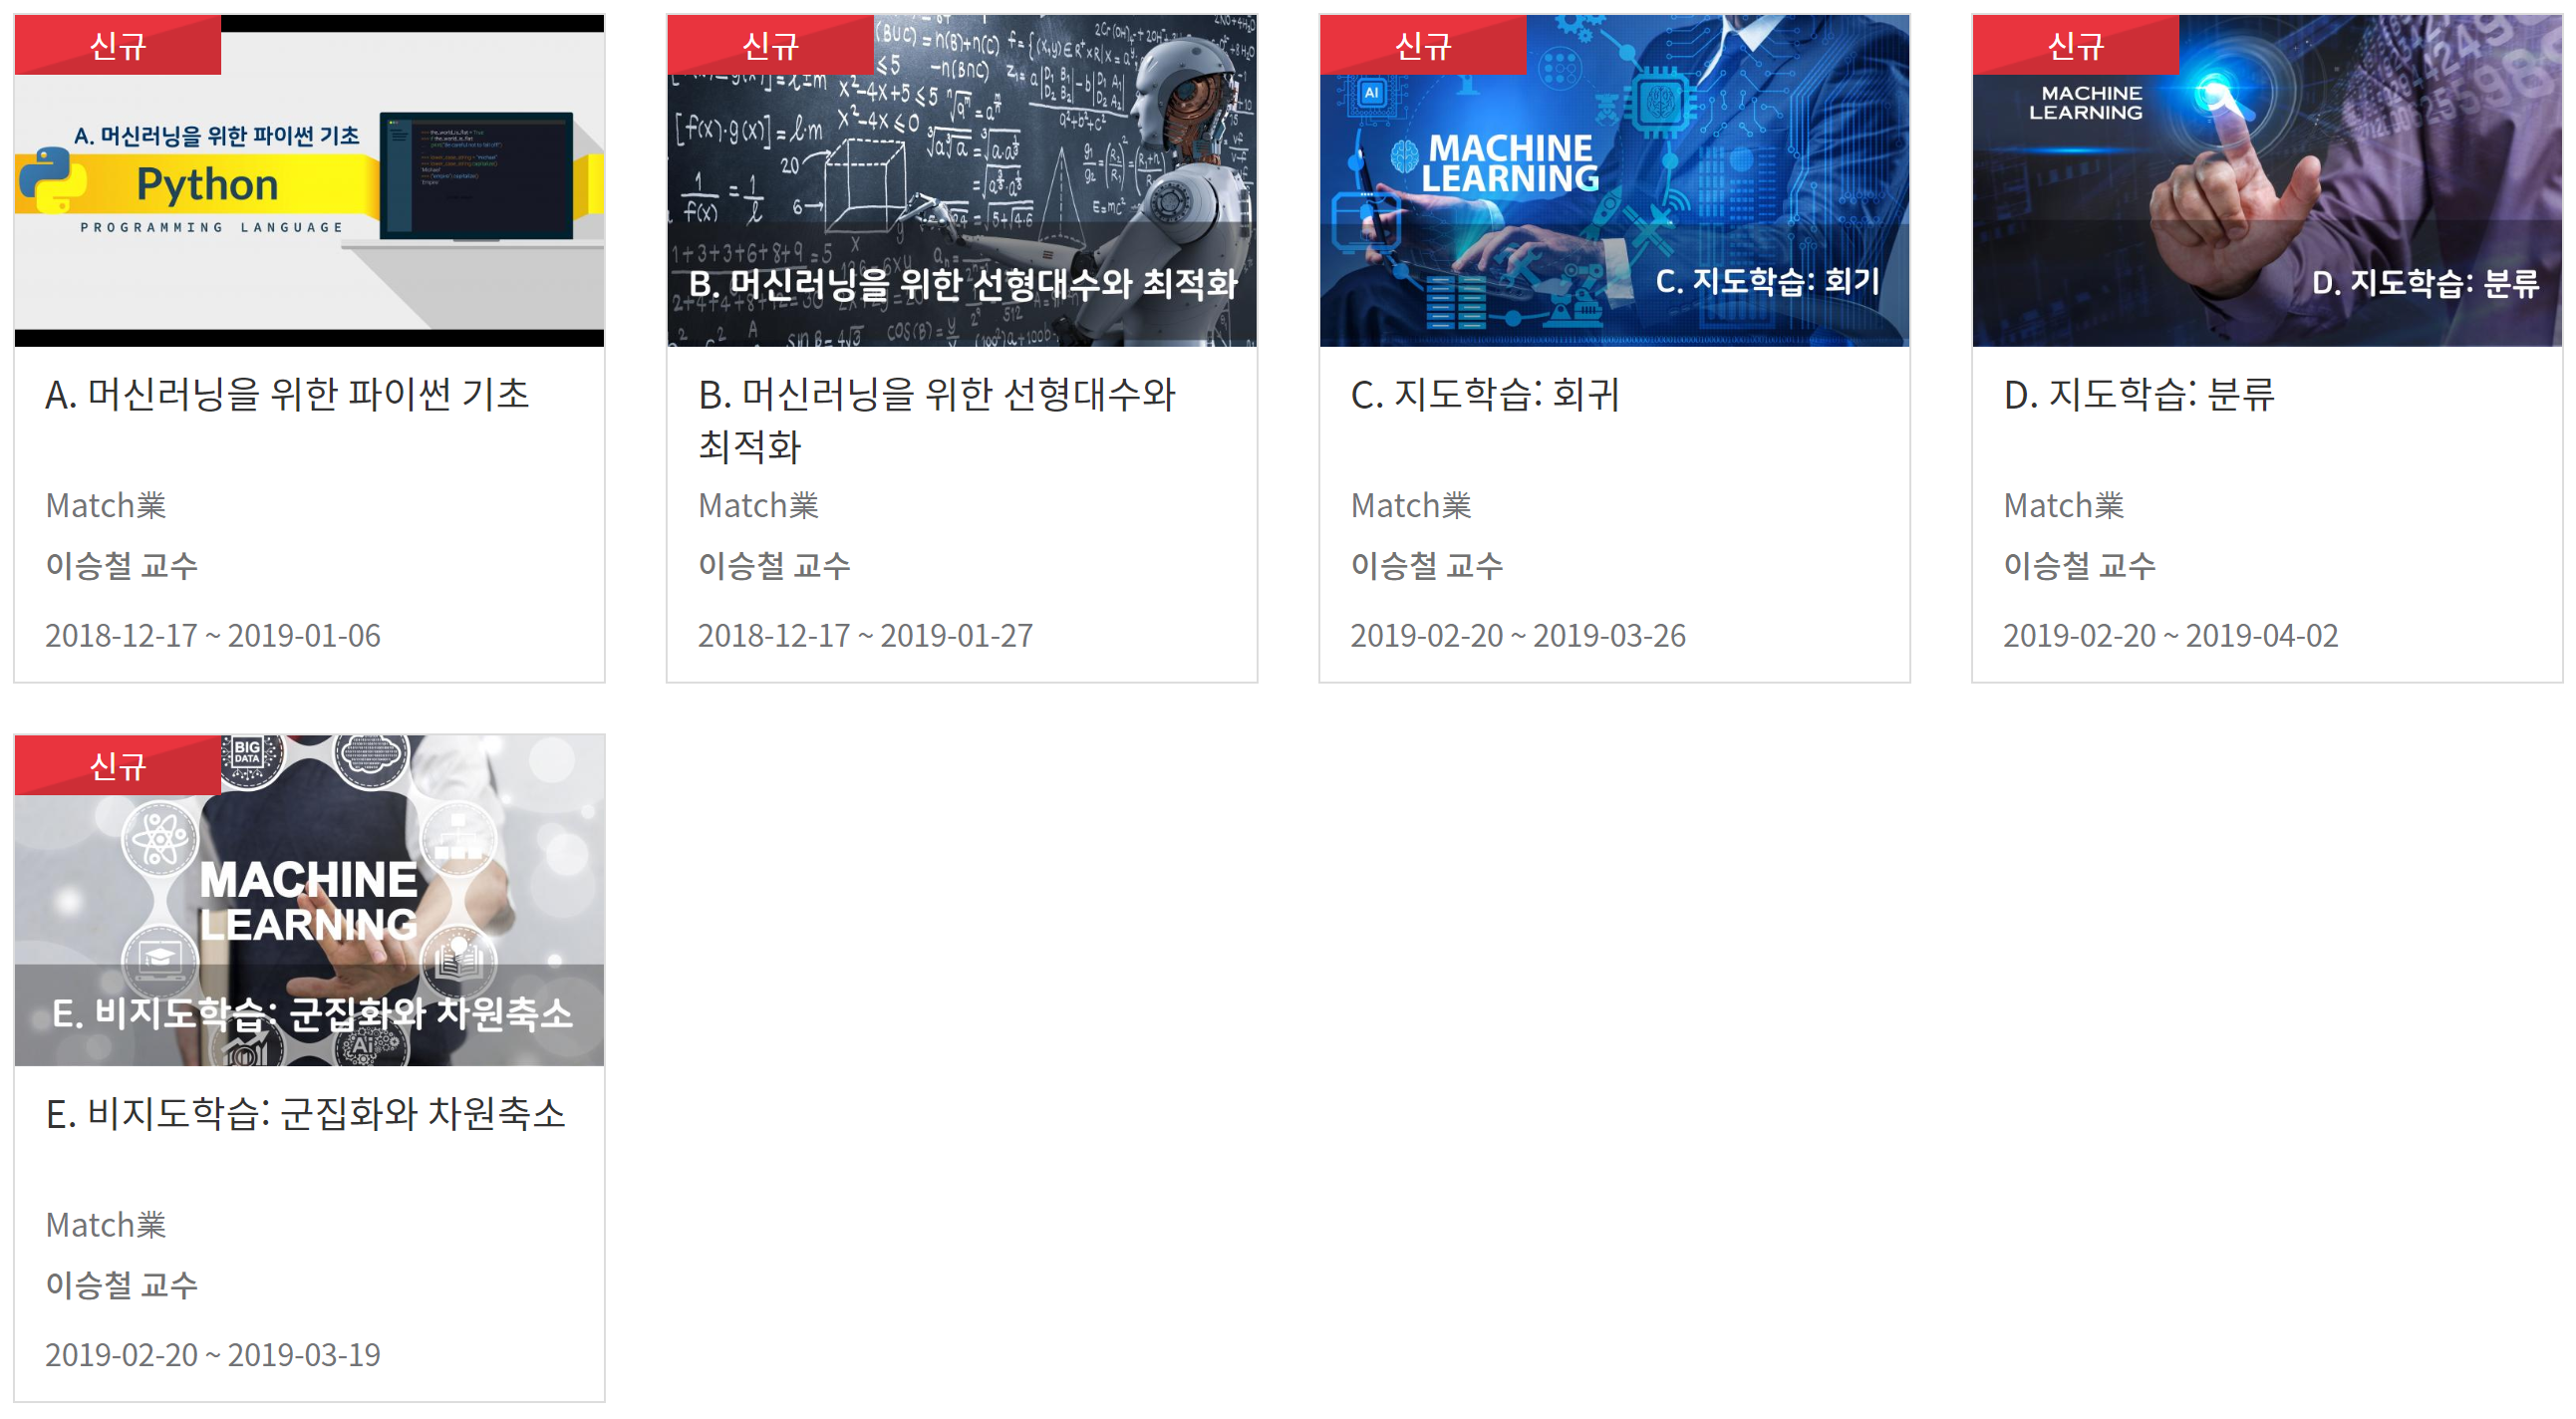 신규
A. 머신러닝을 위한 파이썬 기초
Python
PROGRAMMING LANGUAGE
A. 머신러닝을 위한 파이썬 기초
Match業
이승철 교수
2018-12-17 ~ 2019-01-06
신규
B. 머신러닝을 위한 선형대수와 최적화
B. 머신러닝을 위한 선형대수와
최적화
Match業
이승철 교수
2018-12-17 ~ 2019-01-27
신규
AI
MACHINE
LEARNING
C. 지도학습: 회기
C. 지도학습: 회귀
Match業
이승철 교수
2019-02-20 ~ 2019-03-26
신규
MACHINE
LEARNING
D. 지도학습: 분류
D. 지도학습: 분류
Match業
이승철 교수
2019-02-20 ~ 2019-04-02
신규
BIG
DATA
MACHINE
LEARNING
E. 비지도학습: 군집화와 차원축소
Ai
E. 비지도학습: 군집화와 차원축소
Match業
이승철 교수
2019-02-20 ~ 2019-03-19